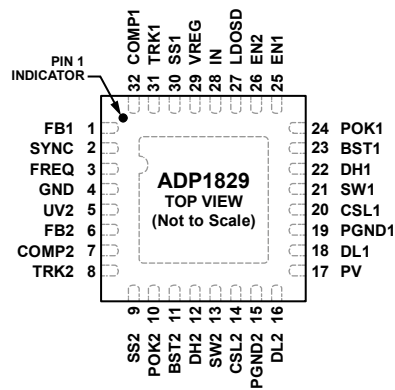 32 COMP1
31 TRK1
30 SS1
29 VREG
28 IN
27 LDOSD
26 EN2
25 EN1
PIN 1
INDICATOR
FB1 1
SYNC 2
FREQ 3
GND 4
UV2 5
FB2 6
COMP2 7
TRK2 8
ADP1829
TOP VIEW
(Not to Scale)
24 POK1
23 BST1
22 DH1
21 SW1
20 CSL1
19 PGND1
18 DL1
17 PV
SS2 9
POK2 10
BST2 11
DH2 12
SW2 13
CSL2 14
PGND2 15
DL2 16